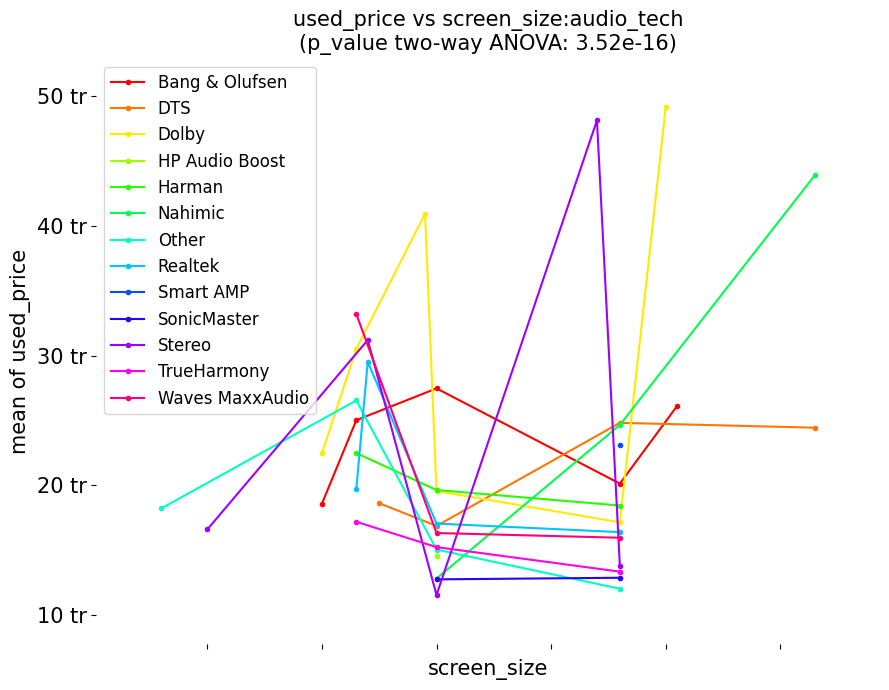 used_price vs screen_size:audio_tech
(p_value two-way ANOVA: 3.52e-16)
50 tr
40 tr
30 tr
20 tr
10 tr
mean of used_price
Bang & Olufsen
DTS
Dolby
HP Audio Boost
Harman
Nahimic
Other
Realtek
Smart AMP
SonicMaster
Stereo
TrueHarmony
Waves MaxxAudio
screen_size